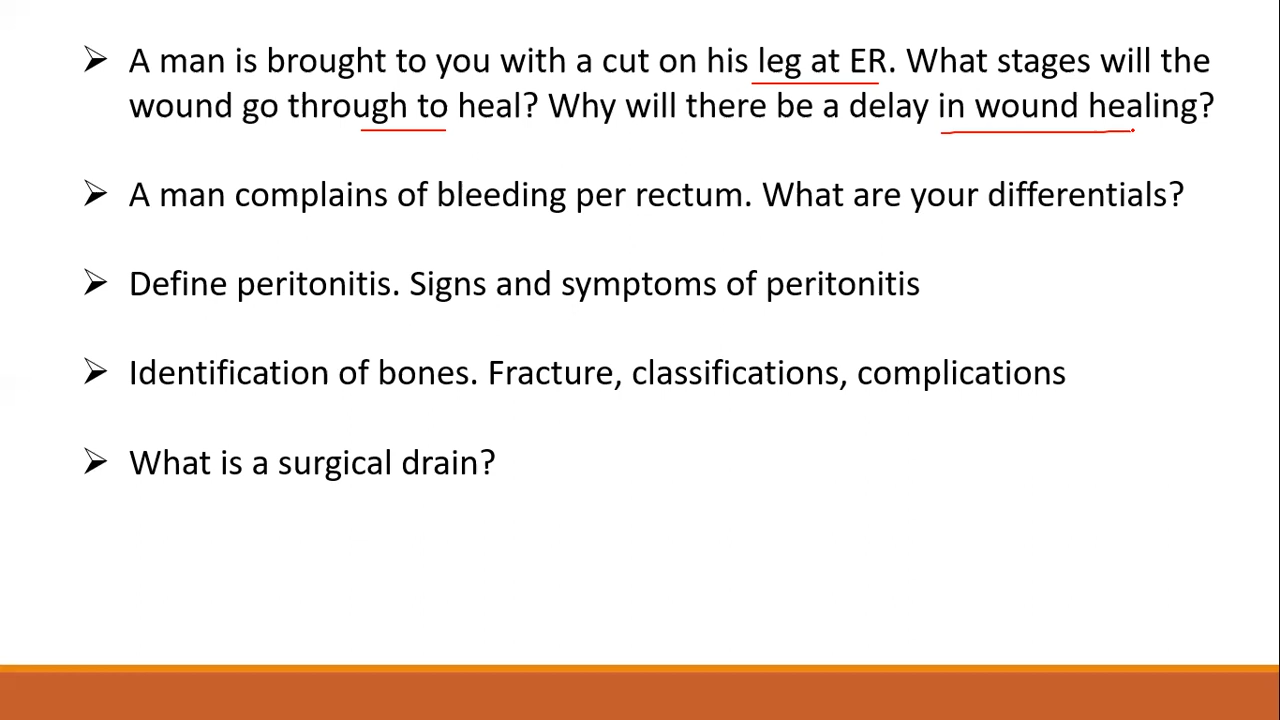 ➢ A man is brought to you with a cut on his leg at ER. What stages will the
wound go through to heal? Why will there be a delay in wound healing?
➢ A man complains of bleeding per rectum. What are your differentials?
➢ Define peritonitis. Signs and symptoms of peritonitis
➢ Identification of bones. Fracture, classifications, complications
➢ What is a surgical drain?